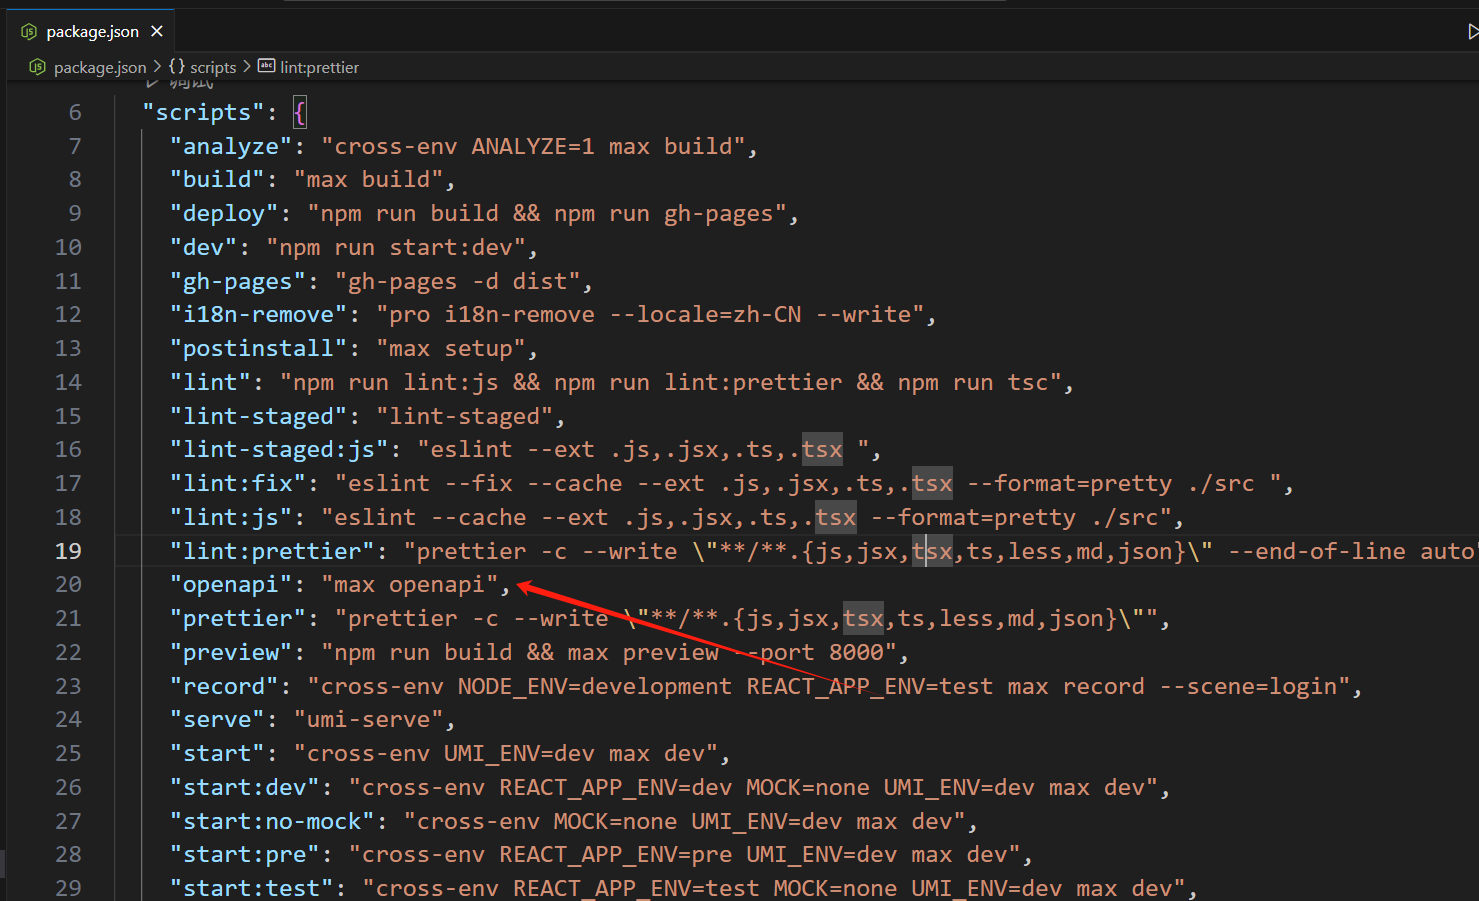 package.json
package.json > {} scripts > abc lint:prettier
调试
6 "scripts": {
7 "analyze": "cross-env ANALYZE=1 max build",
8 "build": "max build",
9 "deploy": "npm run build && npm run gh-pages",
10 "dev": "npm run start:dev",
11 "gh-pages": "gh-pages -d dist",
12 "i18n-remove": "pro i18n-remove --locale=zh-CN --write",
13 "postinstall": "max setup",
14 "lint": "npm run lint:js && npm run lint:prettier && npm run tsc",
15 "lint-staged": "lint-staged",
16 "lint-staged:js": "eslint --ext .js,.jsx,.ts,.tsx ",
17 "lint:fix": "eslint --fix --cache --ext .js,.jsx,.ts,.tsx --format=pretty ./src ",
18 "lint:js": "eslint --cache --ext .js,.jsx,.ts,.tsx --format=pretty ./src",
19 "lint:prettier": "prettier -c --write \"**/**.{js,jsx,tsx,ts,less,md,json}\" --end-of-line auto"
20 "openapi": "max openapi",
21 "prettier": "prettier -c --write \"**/**.{js,jsx,tsx,ts,less,md,json}\"",
22 "preview": "npm run build && max preview --port 8000",
23 "record": "cross-env NODE_ENV=development REACT_APP_ENV=test max record --scene=login",
24 "serve": "umi-serve",
25 "start": "cross-env UMI_ENV=dev max dev",
26 "start:dev": "cross-env REACT_APP_ENV=dev MOCK=none UMI_ENV=dev max dev",
27 "start:no-mock": "cross-env MOCK=none UMI_ENV=dev max dev",
28 "start:pre": "cross-env REACT_APP_ENV=pre UMI_ENV=dev max dev",
29 "start:test": "cross-env REACT_APP_ENV=test MOCK=none UMI_ENV=dev max dev",